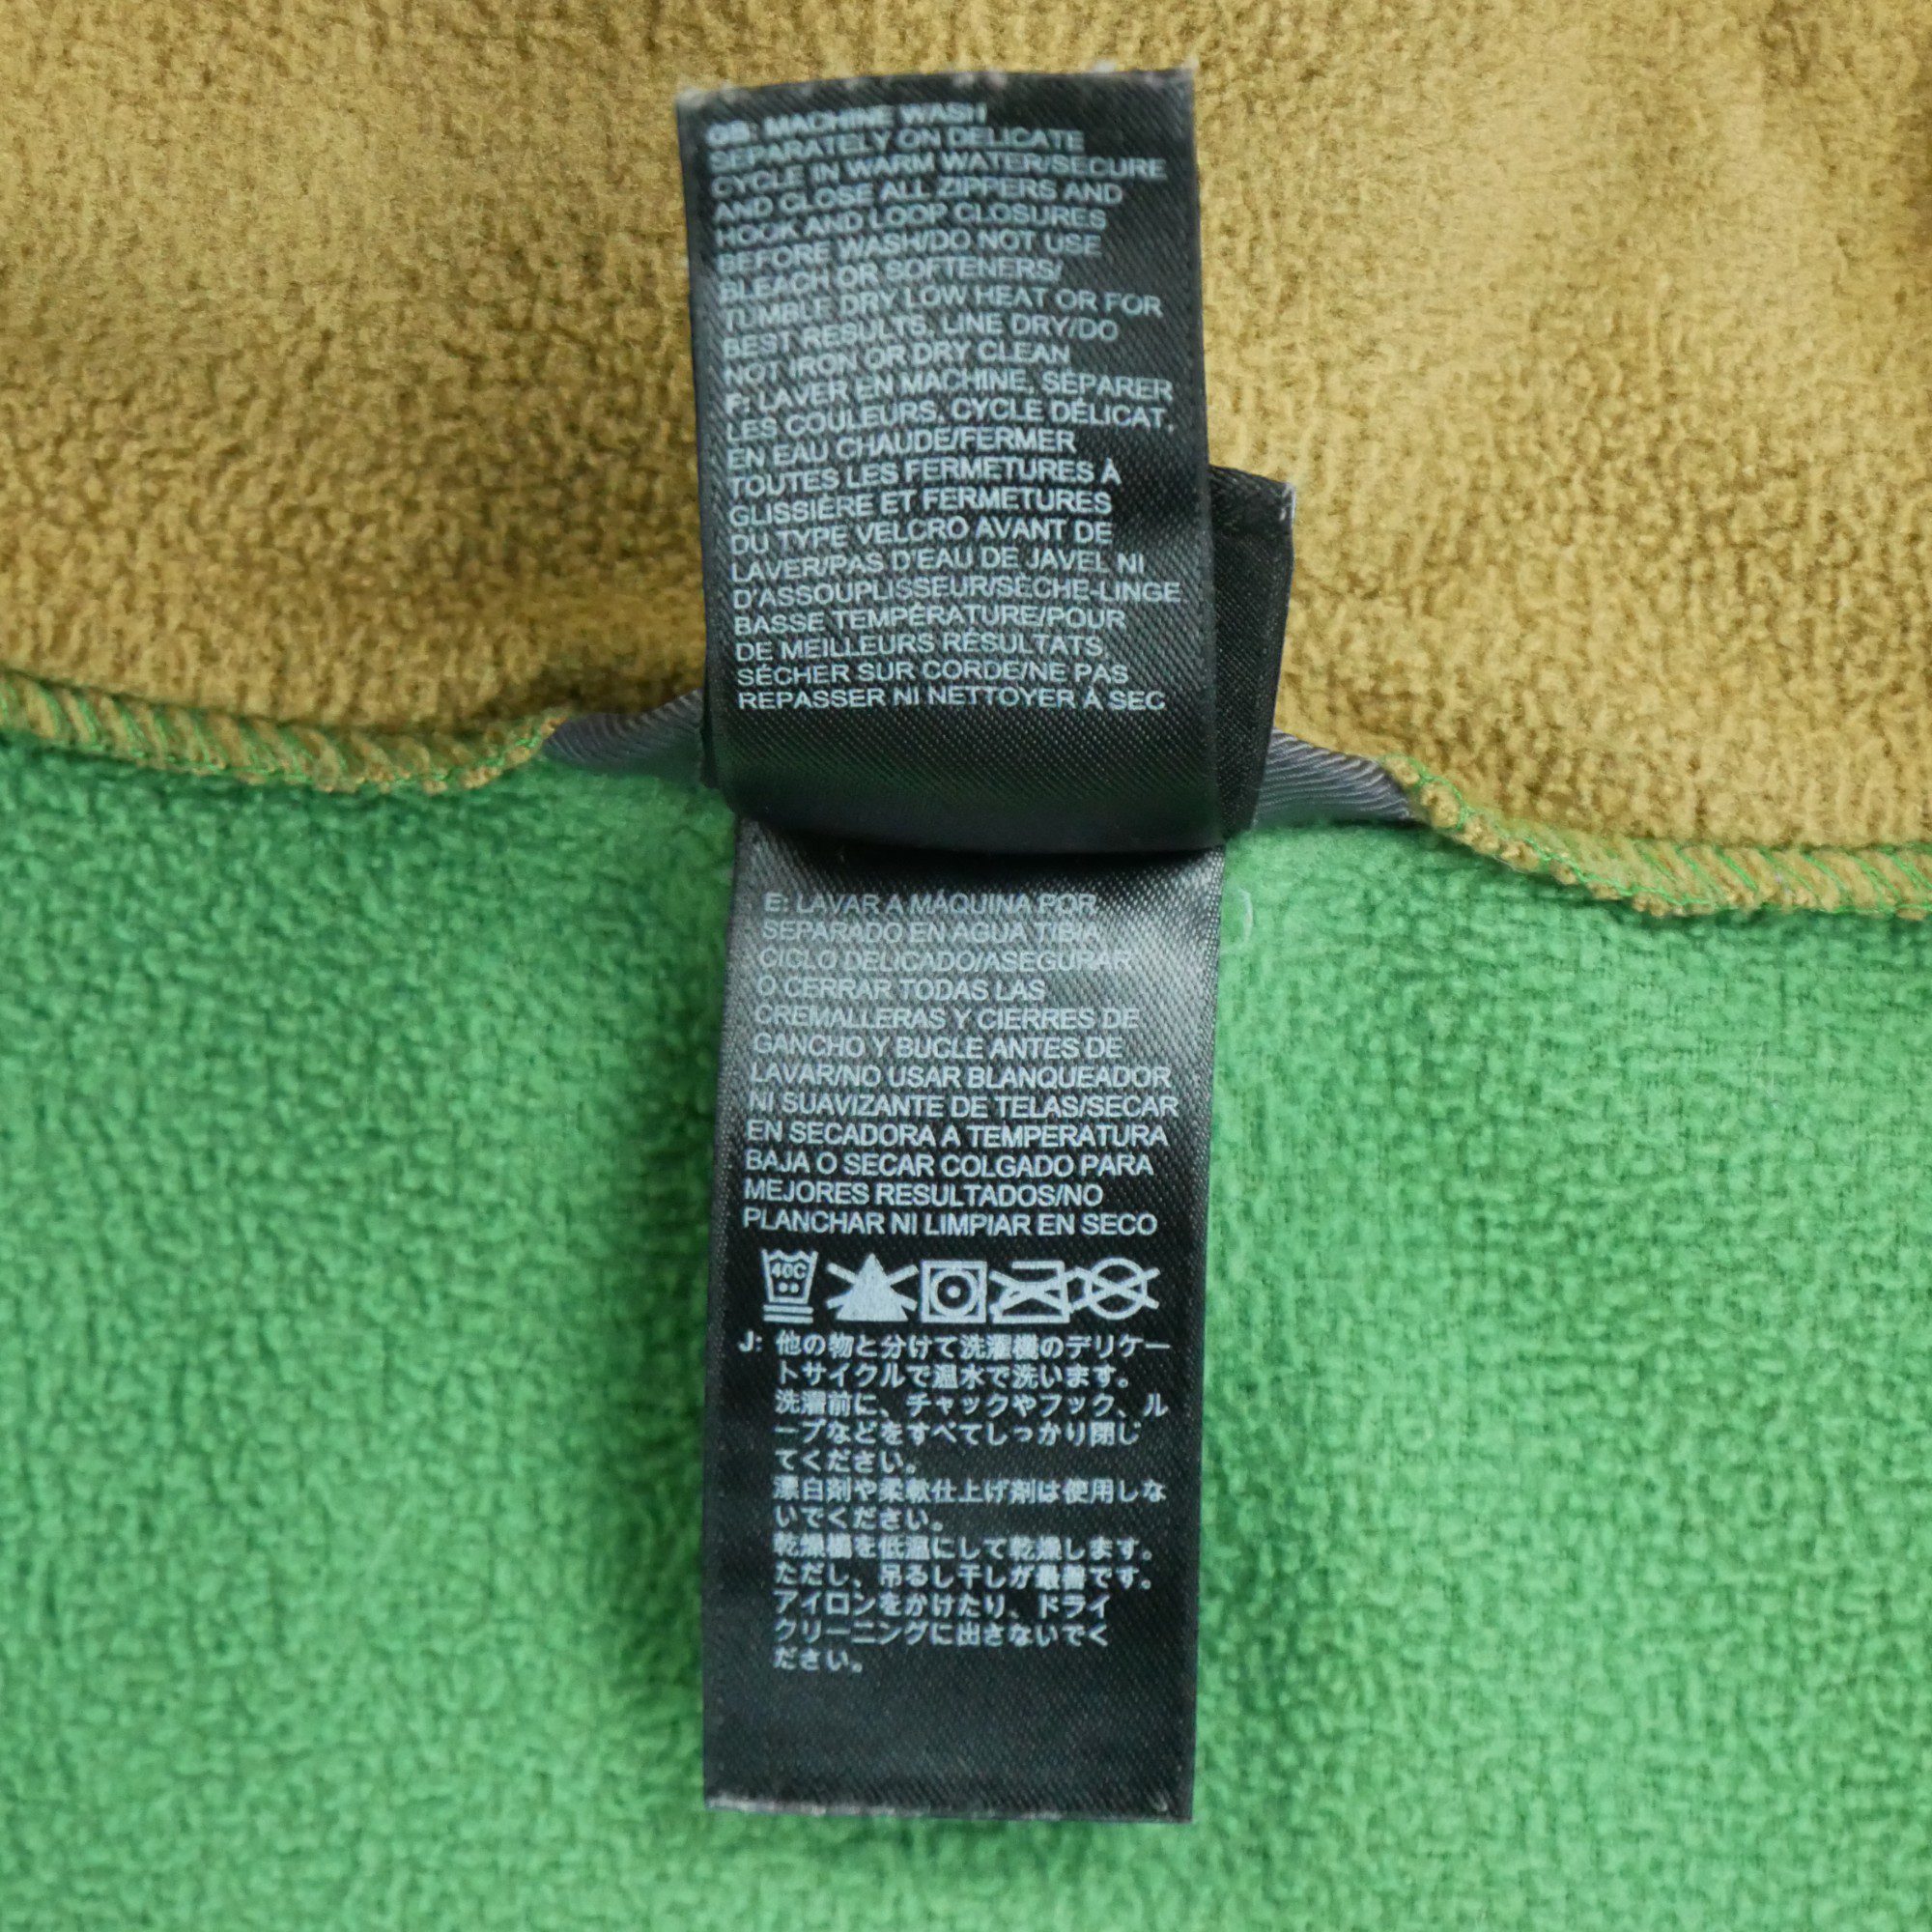 GB: MACHINE WASH
SEPARATELY ON DELICATE
CYCLE IN WARM WATER/SECURE
AND CLOSE ALL ZIPPERS AND
HOOK AND LOOP CLOSURES
BEFORE WASH/DO NOT USE
BLEACH OR SOFTENERS/
TUMBLE DRY LOW HEAT OR FOR
BEST RESULTS, LINE DRY/DO
NOT IRON OR DRY CLEAN
F: LAVER EN MACHINE, SÉPARER
LES COULEURS, CYCLE DÉLICAT,
EN EAU CHAUDE/FERMER
TOUTES LES FERMETURES À
GLISSIÈRE ET FERMETURES
DU TYPE VELCRO AVANT DE
LAVER/PAS D'EAU DE JAVEL NI
D'ASSOUPLISSEUR/SÈCHE-LINGE
BASSE TEMPÉRATURE/POUR
DE MEILLEURS RÉSULTATS,
SÉCHER SUR CORDE/NE PAS
REPASSER NI NETTOYER À SEC
E: LAVAR A MÁQUINA POR
SEPARADO EN AGUA TIBIA,
CICLO DELICADO/ASEGURAR
O CERRAR TODAS LAS
CREMALLERAS Y CIERRES DE
GANCHO Y BUCLE ANTES DE
LAVAR/NO USAR BLANQUEADOR
NI SUAVIZANTE DE TELAS/SECAR
EN SECADORA A TEMPERATURA
BAJA O SECAR COLGADO PARA
MEJORES RESULTADOS/NO
PLANCHAR NI LIMPIAR EN SECO
40C
J: 他の物と分けて洗濯機のデリケー
トサイクルで温水で洗います。
洗濯前に、チャックやフック、ル
ープなどをすべてしっかり閉じ
てください。
漂白剤や柔軟仕上げ剤は使用しな
いでください。
乾燥機を低温にして乾燥します。
ただし、吊るし干しが最善です。
アイロンをかけたり、ドライ
クリーニングに出さないでく
ださい。